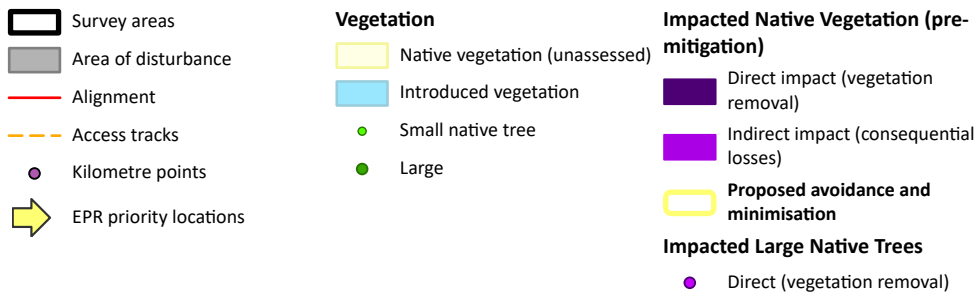 Survey areas
Area of disturbance
Alignment
Access tracks
Kilometre points
EPR priority locations
Vegetation
Native vegetation (unassessed)
Introduced vegetation
Small native tree
Large
Impacted Native Vegetation (pre-
mitigation)
Direct impact (vegetation
removal)
Indirect impact (consequential
losses)
Proposed avoidance and
minimisation
Impacted Large Native Trees
Direct (vegetation removal)